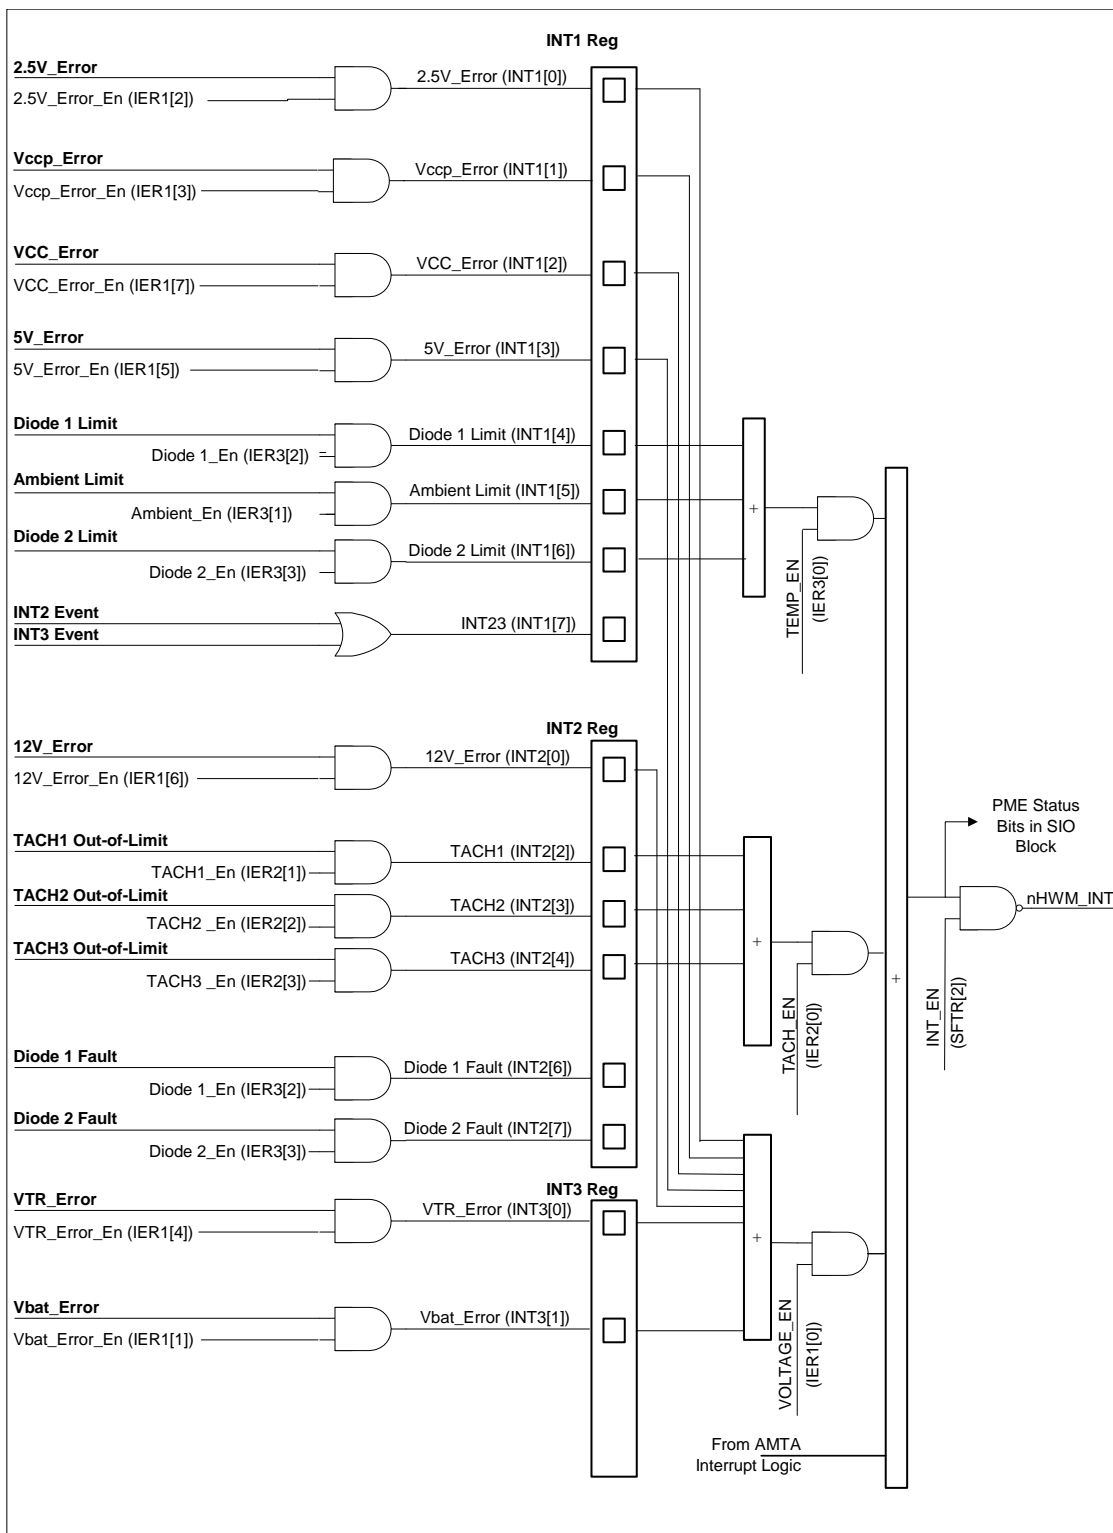 INT1 Reg
2.5V_Error
2.5V_Error_En (IER1[2])
2.5V_Error (INT1[0])
Vccp_Error
Vccp_Error_En (IER1[3])
Vccp_Error (INT1[1])
VCC_Error
VCC_Error_En (IER1[7])
VCC_Error (INT1[2])
5V_Error
5V_Error_En (IER1[5])
5V_Error (INT1[3])
Diode 1 Limit
Diode 1_En (IER3[2])
Diode 1 Limit (INT1[4])
Ambient Limit
Ambient_En (IER3[1])
Ambient Limit (INT1[5])
Diode 2 Limit
Diode 2_En (IER3[3])
Diode 2 Limit (INT1[6])
INT2 Event
INT3 Event
INT23 (INT1[7])
+
TEMP_EN
(IER3[0])
INT2 Reg
12V_Error
12V_Error_En (IER1[6])
12V_Error (INT2[0])
TACH1 Out-of-Limit
TACH1_En (IER2[1])
TACH1 (INT2[2])
TACH2 Out-of-Limit
TACH2 _En (IER2[2])
TACH2 (INT2[3])
TACH3 Out-of-Limit
TACH3 _En (IER2[3])
TACH3 (INT2[4])
+
TACH_EN
(IER2[0])
+
PME Status
Bits in SIO
Block
nHWM_INT
INT_EN
(SFTR[2])
Diode 1 Fault
Diode 1_En (IER3[2])
Diode 1 Fault (INT2[6])
Diode 2 Fault
Diode 2_En (IER3[3])
Diode 2 Fault (INT2[7])
INT3 Reg
VTR_Error
VTR_Error_En (IER1[4])
VTR_Error (INT3[0])
+
Vbat_Error
Vbat_Error_En (IER1[1])
Vbat_Error (INT3[1])
VOLTAGE_EN
(IER1[0])
From AMTA
Interrupt Logic